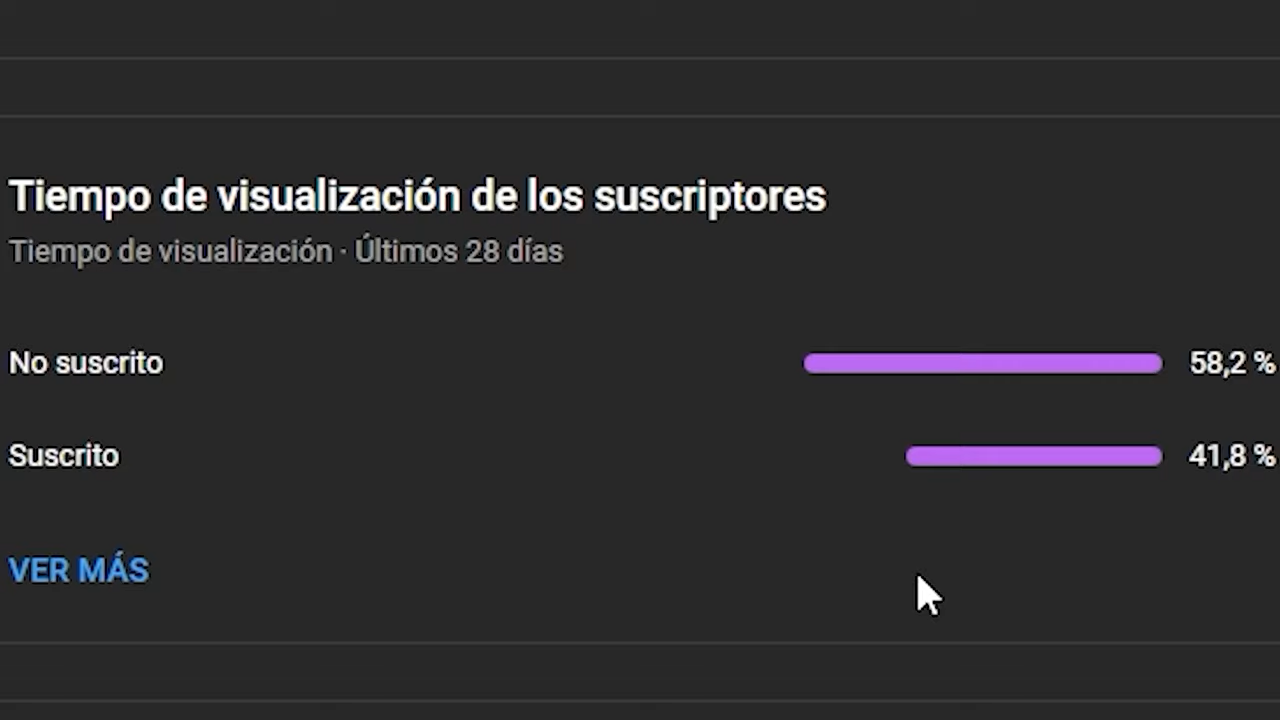 Tiempo de visualización de los suscriptores
Tiempo de visualización · Últimos 28 días
No suscrito 58,2 %
Suscrito 41,8 %
VER MÁS